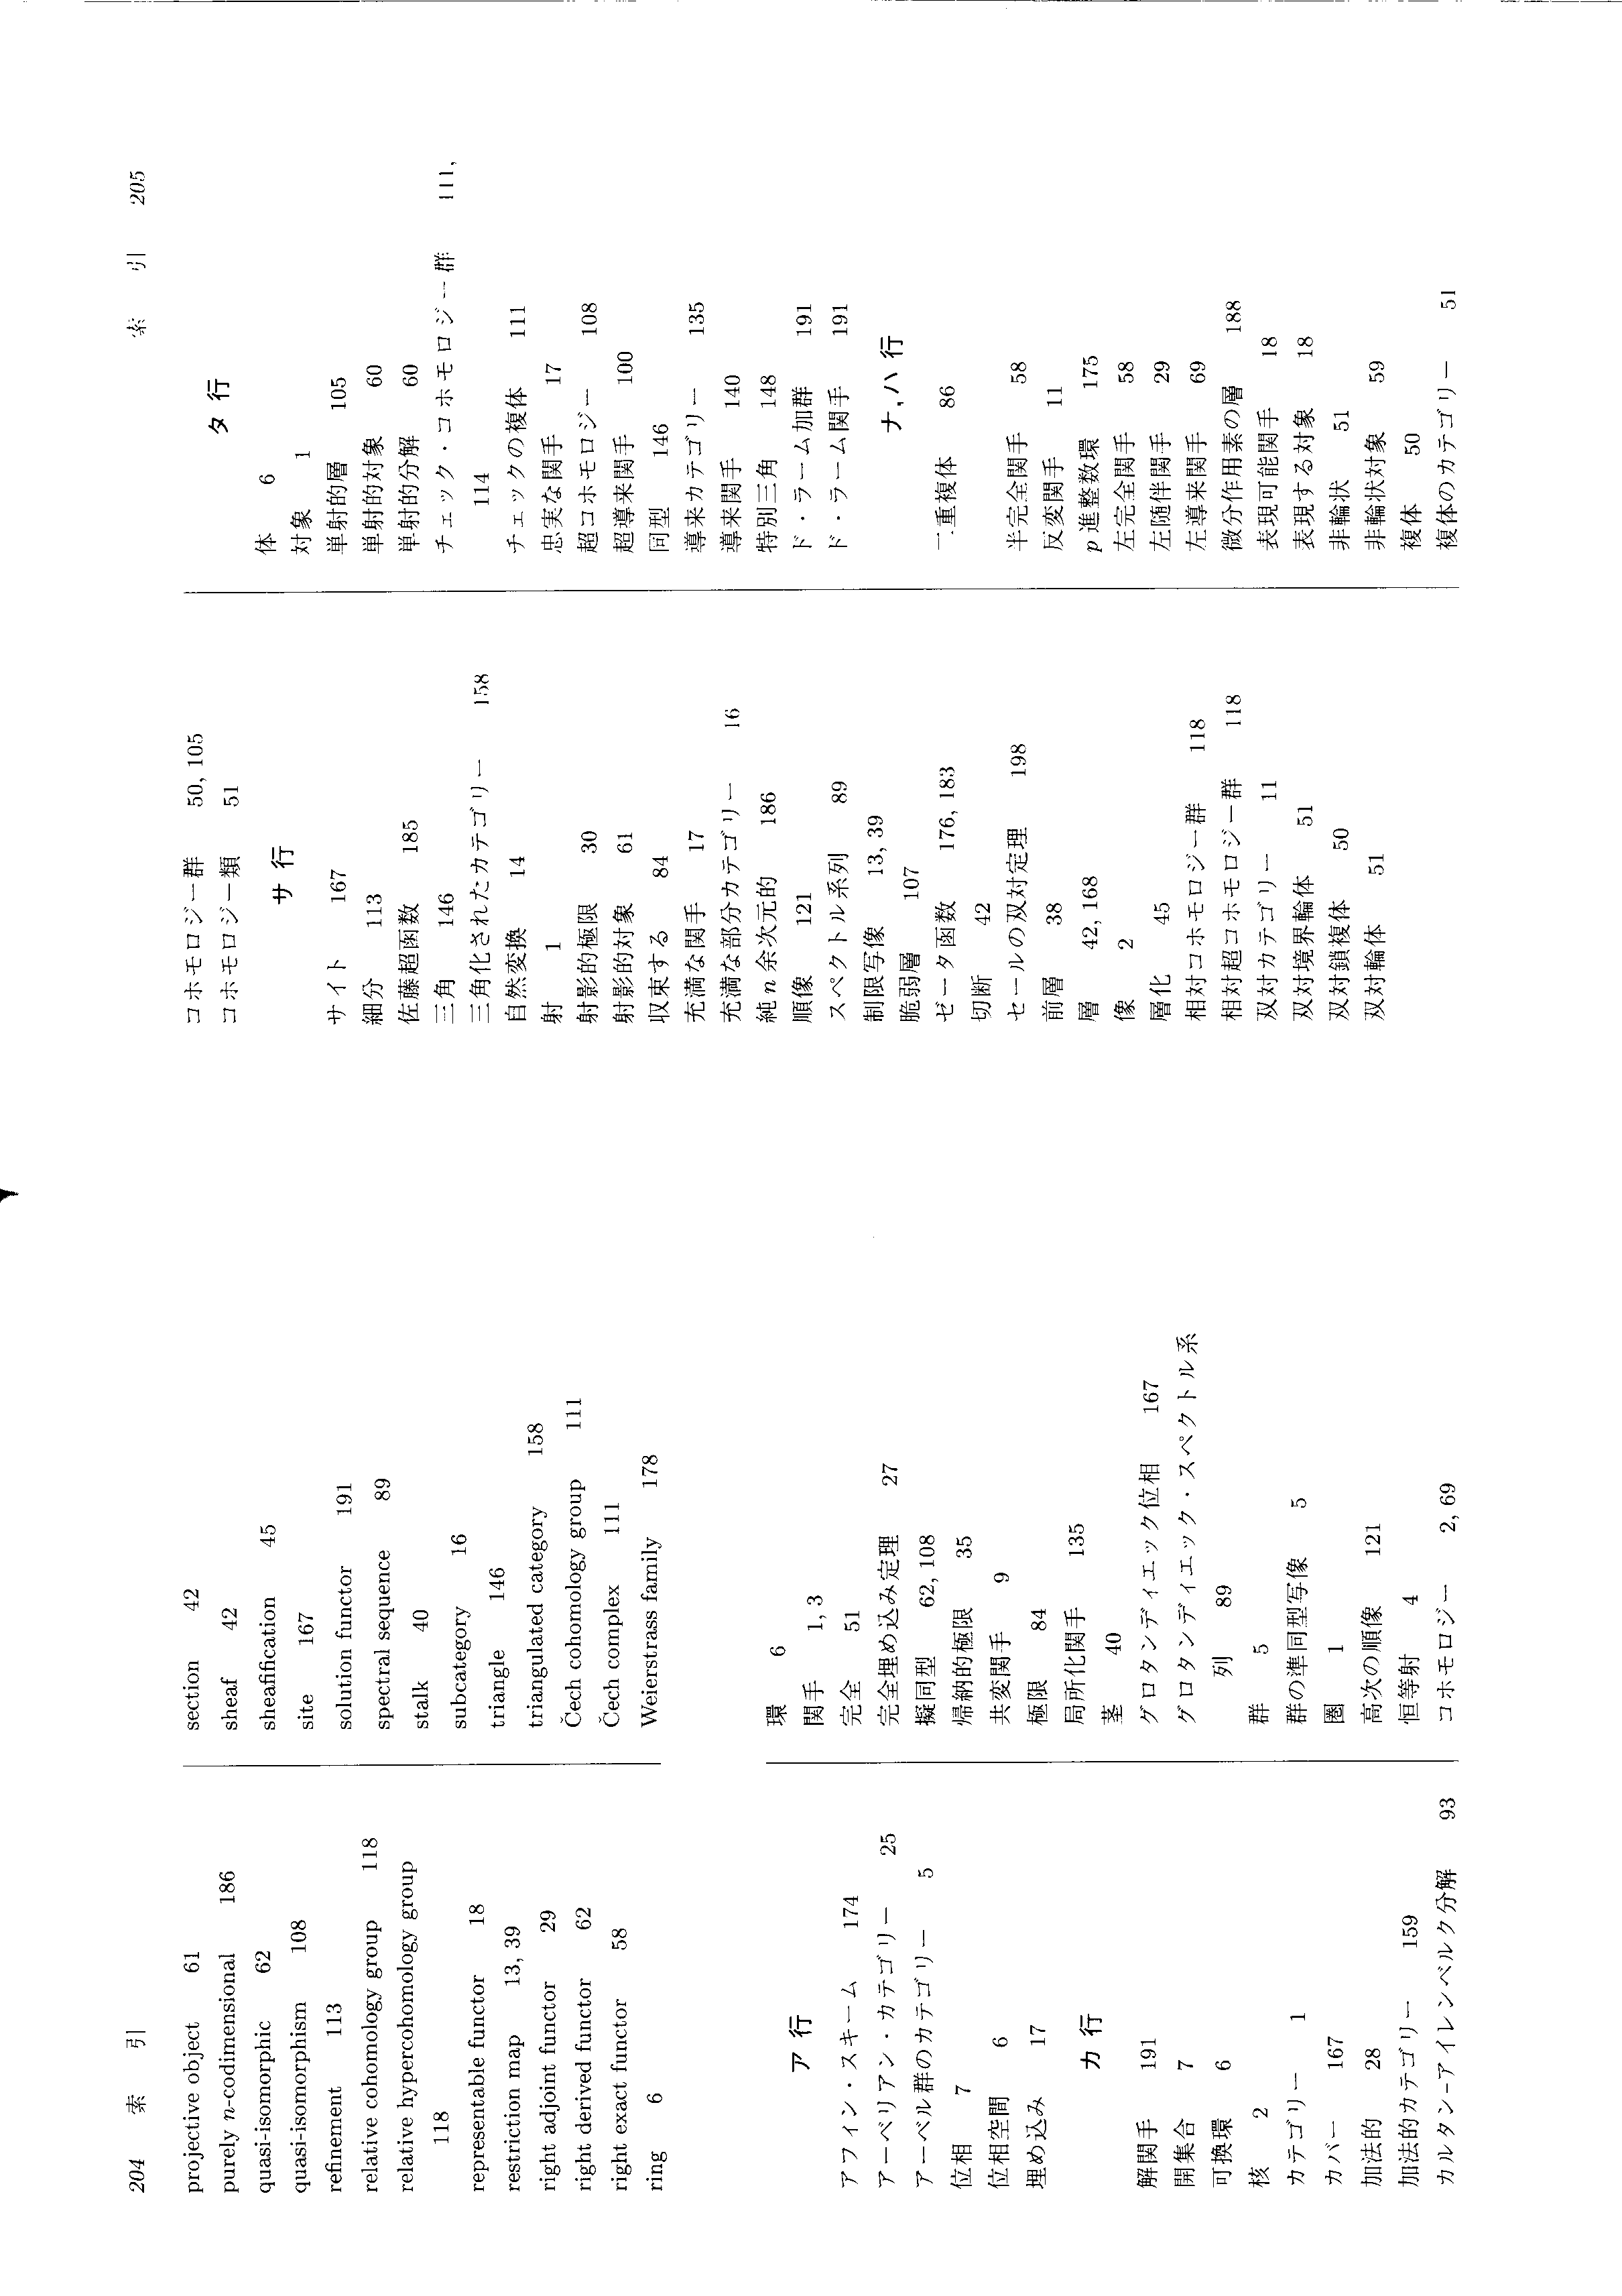 204 索 引
projective object 61
purely n-codimensional 186
quasi-isomorphic 62
quasi-isomorphism 108
refinement 113
relative cohomology group 118
relative hypercohomology group
118
representable functor 18
restriction map 13, 39
right adjoint functor 29
right derived functor 62
right exact functor 58
ring 6
section 42
sheaf 42
sheaffication 45
site 167
solution functor 191
spectral sequence 89
stalk 40
subcategory 16
triangle 146
triangulated category 158
Čech cohomology group 111
Čech complex 111
Weierstrass family 178
ア 行
アフィン・スキーム 174
アーベリアン・カテゴリー 25
アーベル群のカテゴリー 5
位相 7
位相空間 6
埋め込み 17
カ 行
解関手 191
開集合 7
可換環 6
核 2
カテゴリー 1
カバー 167
加法的 28
加法的カテゴリー 159
カルタン-アイレンベルク分解 93
環 6
関手 1, 3
完全 51
完全埋め込み定理 27
擬同型 62, 108
帰納的極限 35
共変関手 9
極限 84
局所化関手 135
茎 40
グロタンディエック位相 167
グロタンディエック・スペクトル系
列 89
群 5
群の準同型写像 5
圏 1
高次の順像 121
恒等射 4
コホモロジー 2, 69
索 引 205
コホモロジー群 50, 105
コホモロジー類 51
サ 行
サイト 167
細分 113
佐藤超函数 185
三角 146
三角化されたカテゴリー 158
自然変換 14
射 1
射影的極限 30
射影的対象 61
収束する 84
充満な関手 17
充満な部分カテゴリー 16
純 n 余次元的 186
順像 121
スペクトル系列 89
制限写像 13, 39
脆弱層 107
ゼータ函数 176, 183
切断 42
セールの双対定理 198
前層 38
層 42, 168
像 2
層化 45
相対コホモロジー群 118
相対超コホモロジー群 118
双対カテゴリー 11
双対境界輪体 51
双対鎖複体 50
双対輪体 51
タ 行
体 6
対象 1
単射的層 105
単射的対象 60
単射的分解 60
チェック・コホモロジー群 111,
114
チェックの複体 111
忠実な関手 17
超コホモロジー 108
超導来関手 100
同型 146
導来カテゴリー 135
導来関手 140
特別三角 148
ド・ラーム加群 191
ド・ラーム関手 191
ナ, ハ 行
二重複体 86
半完全関手 58
反変関手 11
p 進整数環 175
左完全関手 58
左随伴関手 29
左導来関手 69
微分作用素の層 188
表現可能関手 18
表現する対象 18
非輪状 51
非輪状対象 59
複体 50
複体のカテゴリー 51